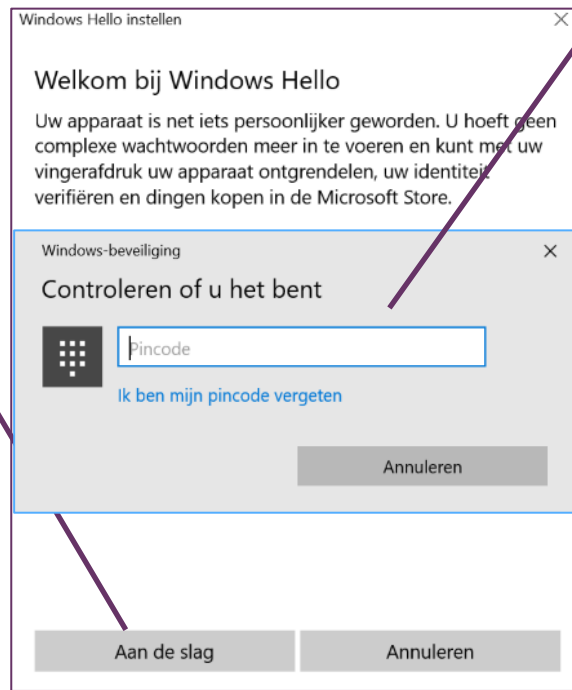 Windows Hello instellen
Welkom bij Windows Hello
Uw apparaat is net iets persoonlijker geworden. U hoeft geen
complexe wachtwoorden meer in te voeren en kunt met uw
vingerafdruk uw apparaat ontgrendelen, uw identiteit
verifiëren en dingen kopen in de Microsoft Store.
Windows-beveiliging
Controleren of u het bent
Pincode
Ik ben mijn pincode vergeten
Annuleren
Aan de slag
Annuleren